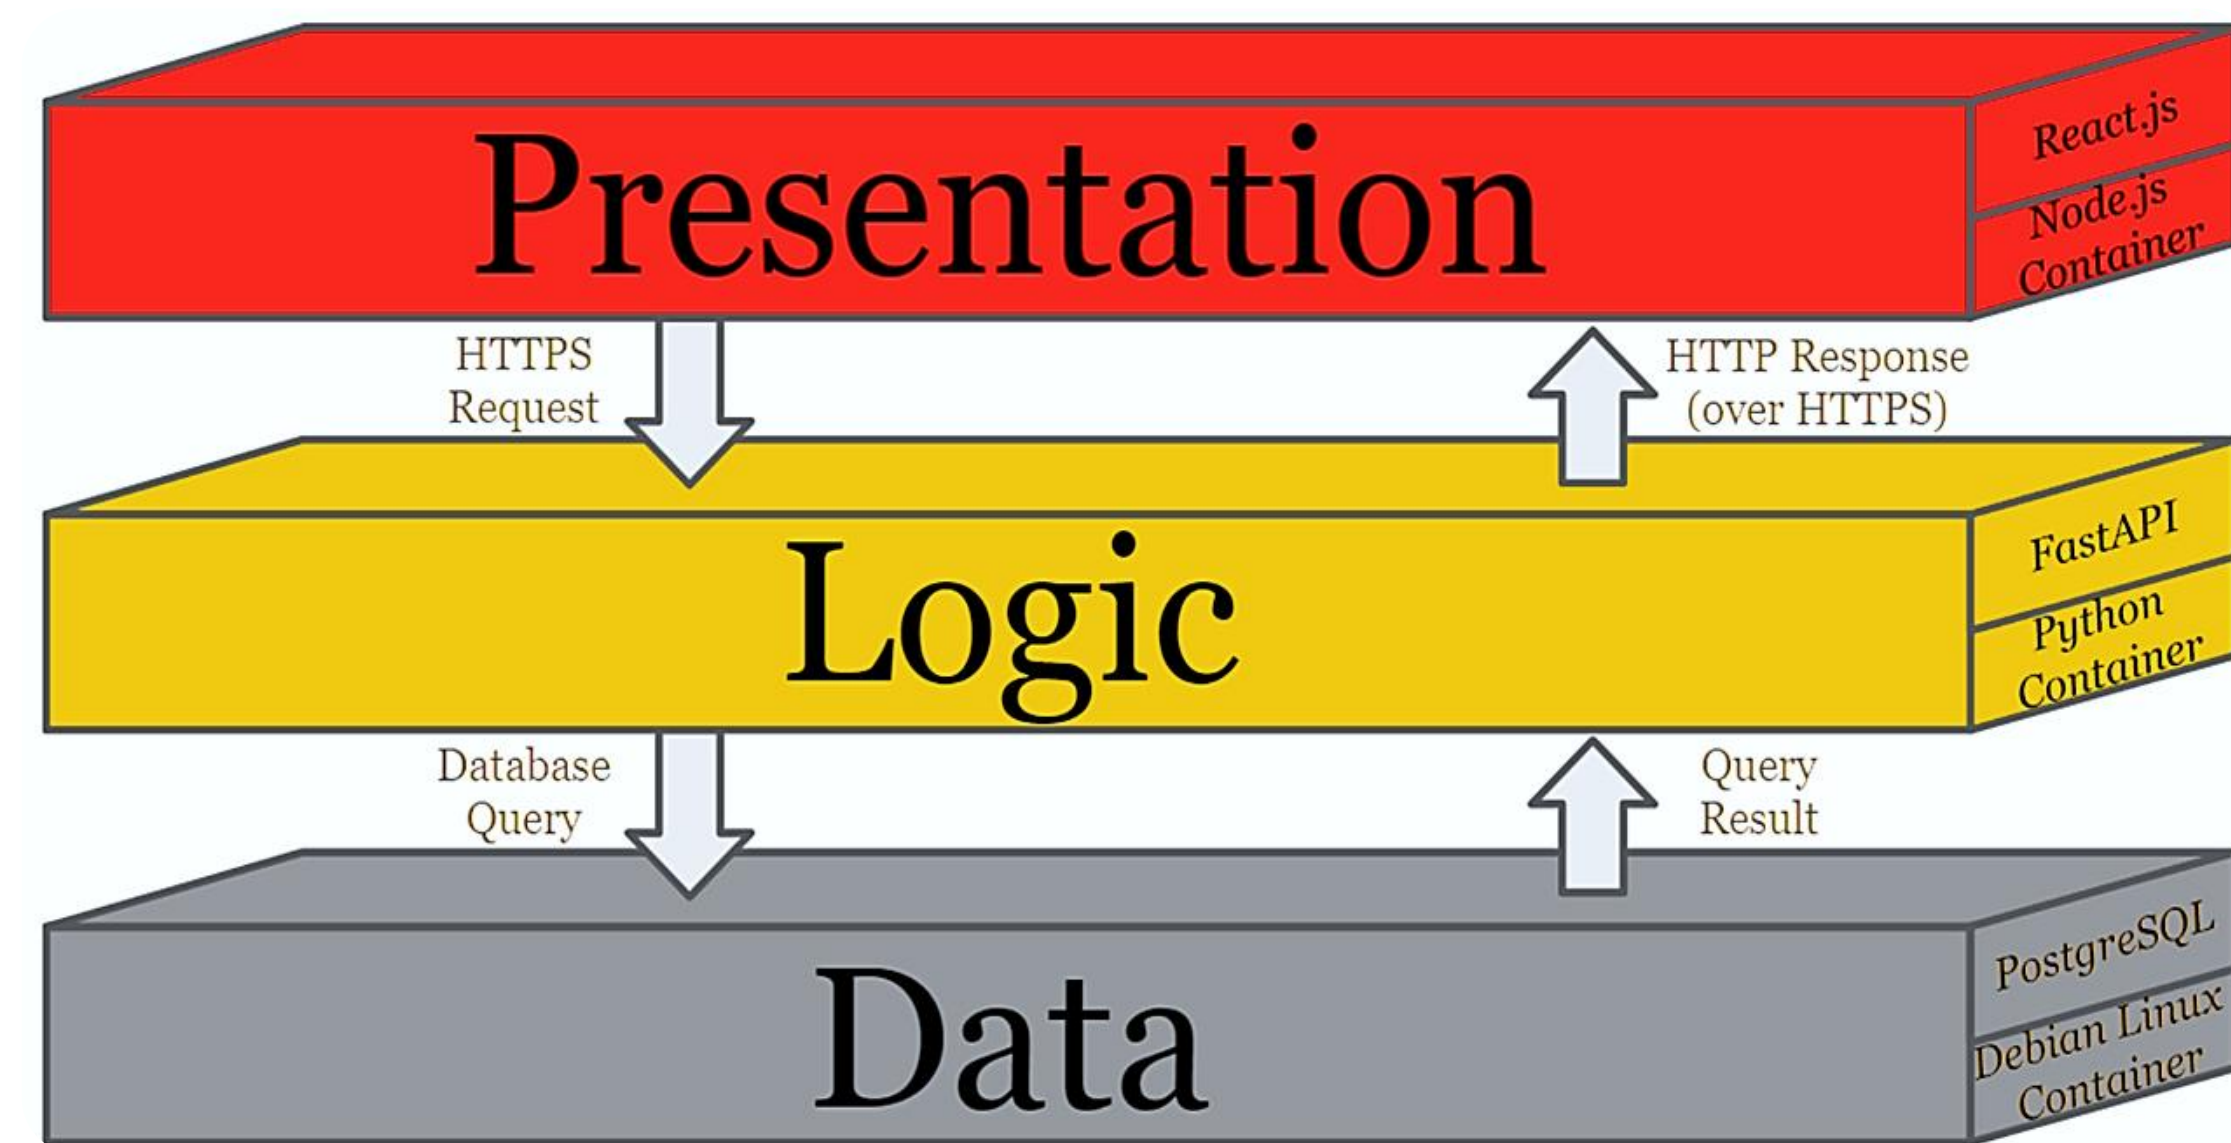 Presentation
React.js
Node.js
Container
HTTPS
Request
HTTP Response
(over HTTPS)
Logic
FastAPI
Python
Container
Database
Query
Query
Result
Data
PostgreSQL
Debian Linux
Container